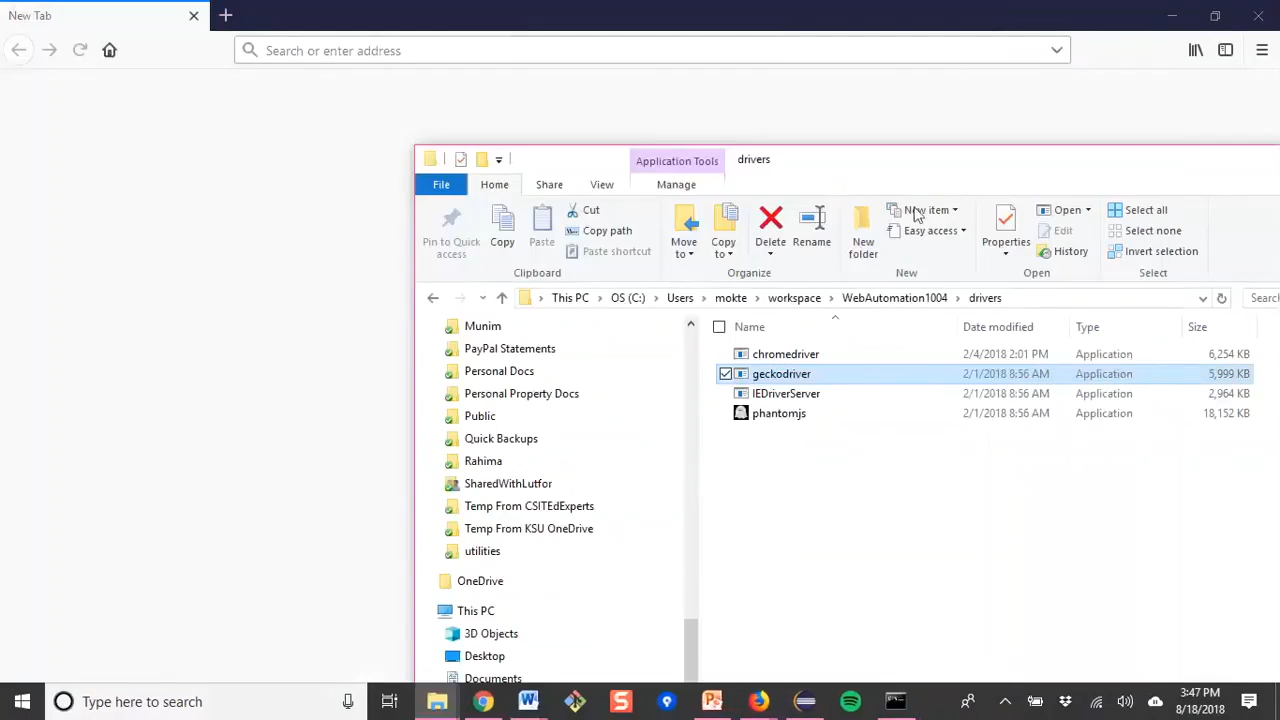 New Tab
Search or enter address
Application Tools
drivers
File
Home
Share
View
Manage
Pin to Quick access
Copy
Paste
Cut
Copy path
Paste shortcut
Clipboard
Move to
Copy to
Delete
Rename
Organize
New folder
New item
Easy access
New
Properties
Open
Edit
History
Open
Select all
Select none
Invert selection
Select
This PC
OS (C:)
Users
mokte
workspace
WebAutomation1004
drivers
Searc
Munim
PayPal Statements
Personal Docs
Personal Property Docs
Public
Quick Backups
Rahima
SharedWithLutfor
Temp From CSITEdExperts
Temp From KSU OneDrive
utilities
OneDrive
This PC
3D Objects
Desktop
Documents
Name
Date modified
Type
Size
chromedriver
2/4/2018 2:01 PM
Application
6,254 KB
geckodriver
2/1/2018 8:56 AM
Application
5,999 KB
IEDriverServer
2/1/2018 8:56 AM
Application
2,964 KB
phantomjs
2/1/2018 8:56 AM
Application
18,152 KB
Type here to search
3:47 PM
8/18/2018